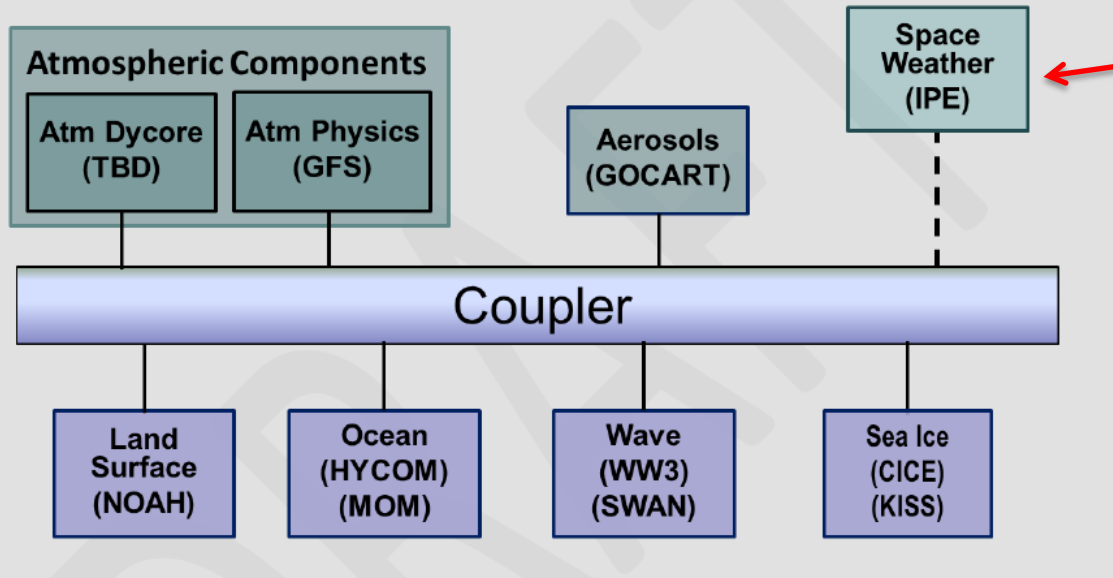 Atmospheric Components
Atm Dycore
(TBD)
Atm Physics
(GFS)
Aerosols
(GOCART)
Space
Weather
(IPE)
Coupler
Land
Surface
(NOAH)
Ocean
(HYCOM)
(MOM)
Wave
(WW3)
(SWAN)
Sea Ice
(CICE)
(KISS)
DRAFT